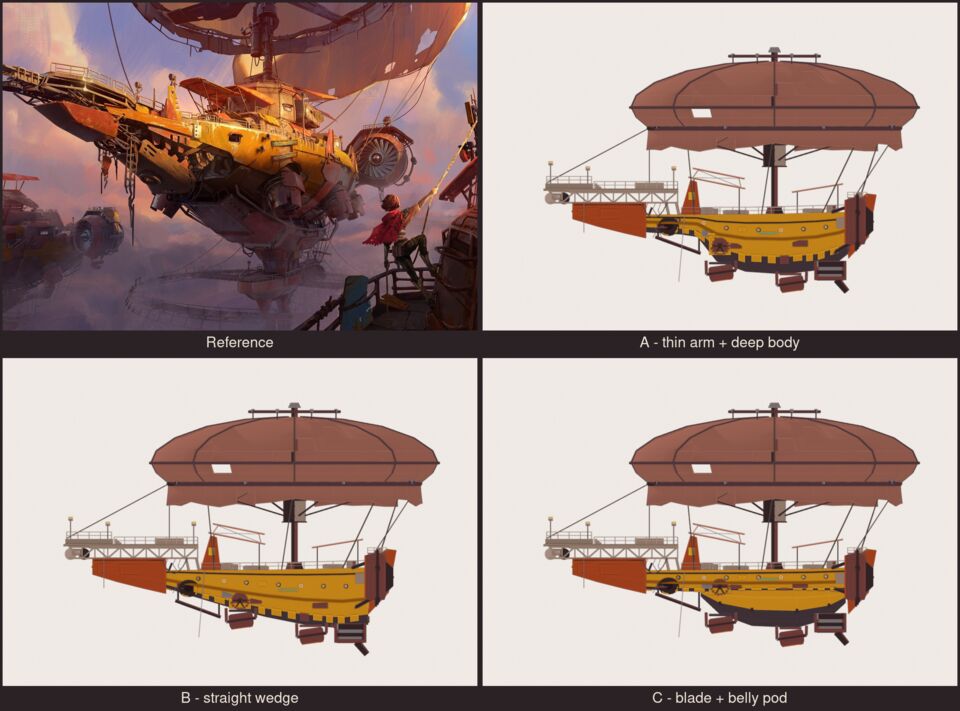 Reference
A - thin arm + deep body
B - straight wedge
C - blade + belly pod